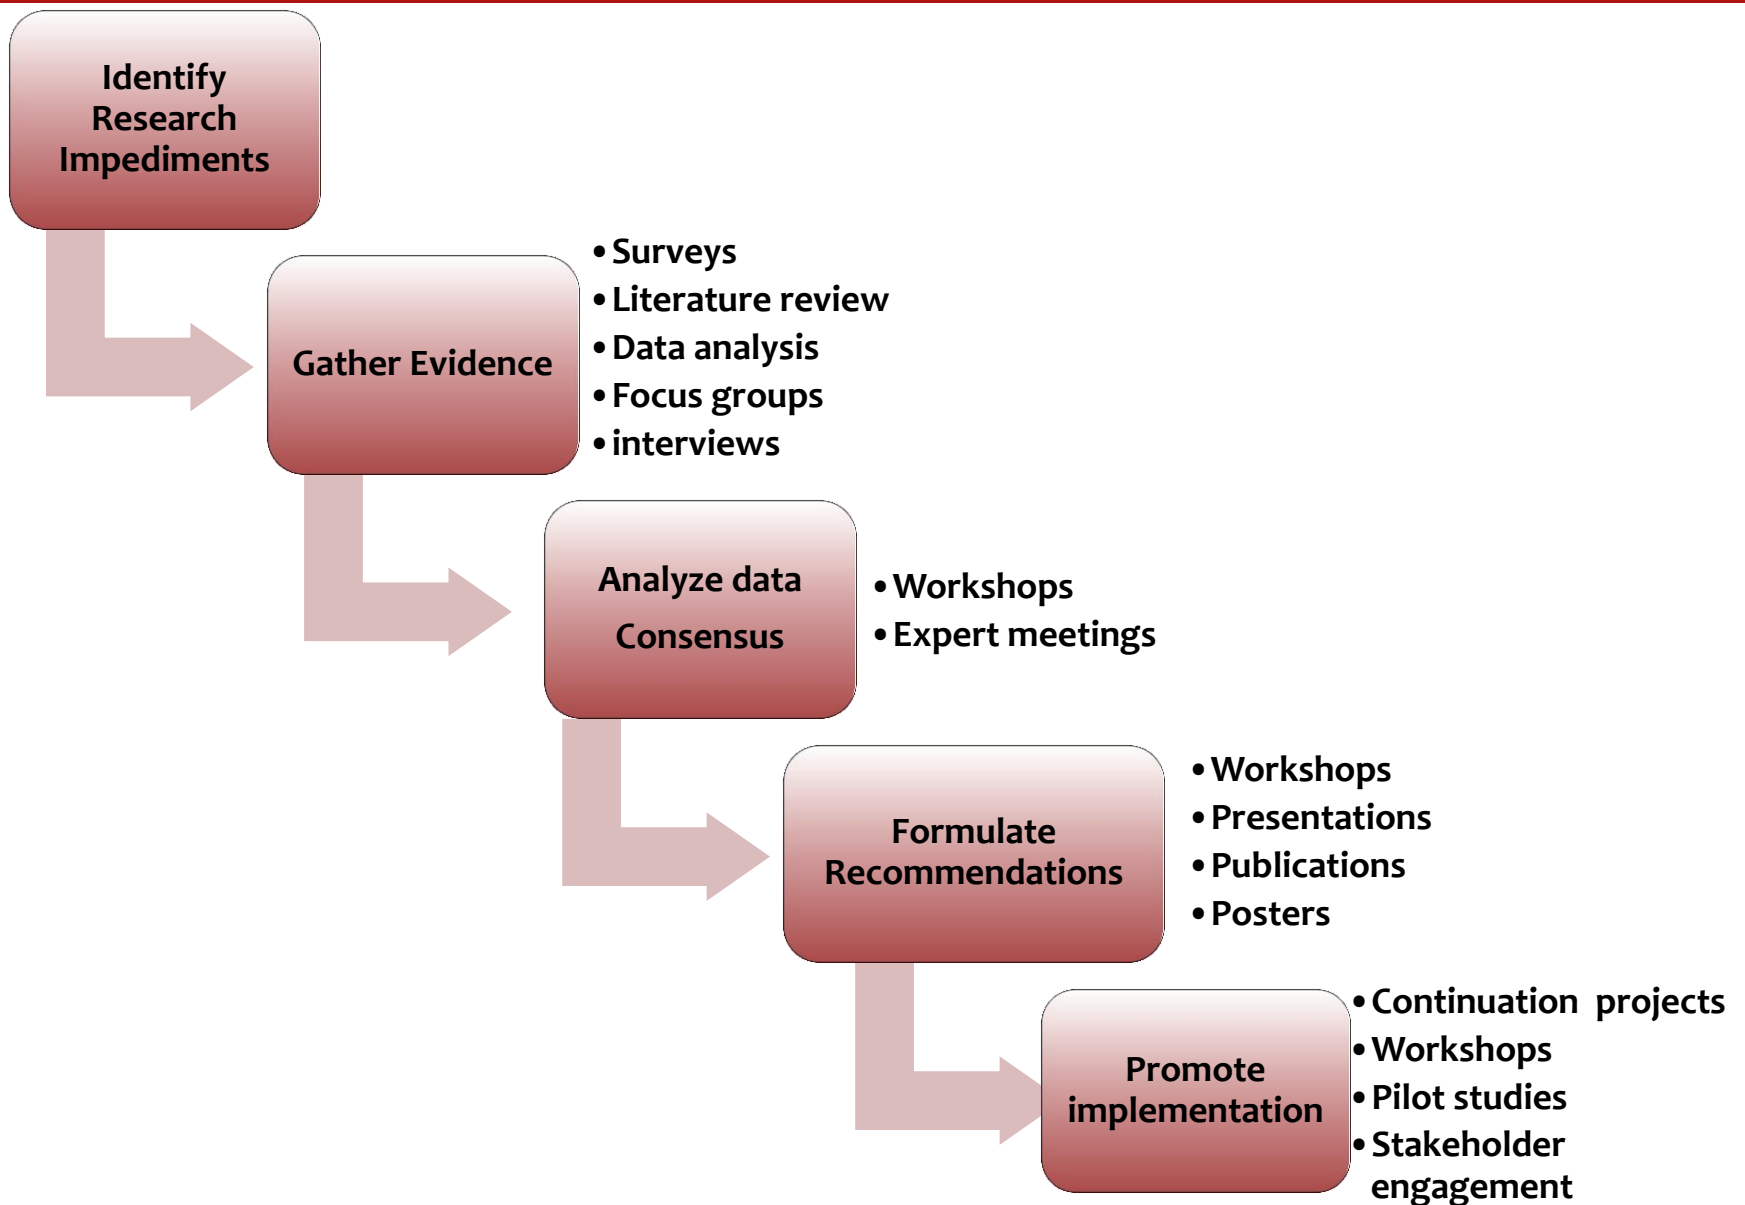 Identify
Research
Impediments
Gather Evidence
•Surveys
•Literature review
•Data analysis
•Focus groups
•interviews
Analyze data
Consensus
•Workshops
•Expert meetings
Formulate
Recommendations
•Workshops
•Presentations
•Publications
•Posters
Promote
implementation
•Continuation projects
•Workshops
•Pilot studies
•Stakeholder
engagement